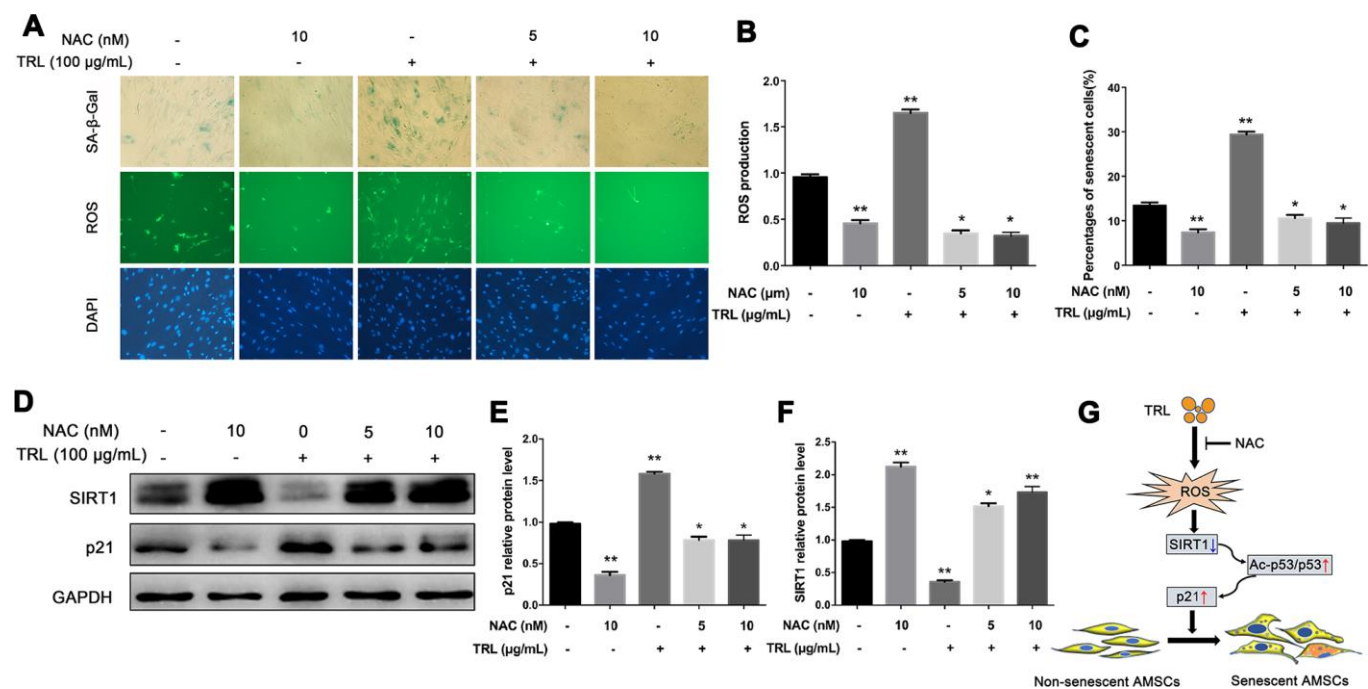 A
NAC (nM) - 10 - 5 10
TRL (100 µg/mL) - - + + +
SA-β-Gal
ROS
DAPI
B
ROS production
2.0
1.5
1.0
0.5
0.0
** ** * *
NAC (µm) - 10 - 5 10
TRL (µg/mL) - - + + +
C
Percentages of senescent cells(%)
40
30
20
10
0
** ** * *
NAC (nM) - 10 - 5 10
TRL (µg/mL) - - + + +
D
NAC (nM) - 10 0 5 10
TRL (100 µg/mL) - - + + +
SIRT1
p21
GAPDH
E
p21 relative protein level
2.0
1.5
1.0
0.5
0.0
** ** * *
NAC (nM) - 10 - 5 10
TRL (µg/mL) - - + + +
F
SIRT1 relative protein level
2.5
2.0
1.5
1.0
0.5
0.0
** ** * **
NAC (nM) - 10 - 5 10
TRL (µg/mL) - - + + +
G
TRL
NAC
ROS
SIRT1↓
Ac-p53/p53↑
p21↑
Non-senescent AMSCs
Senescent AMSCs